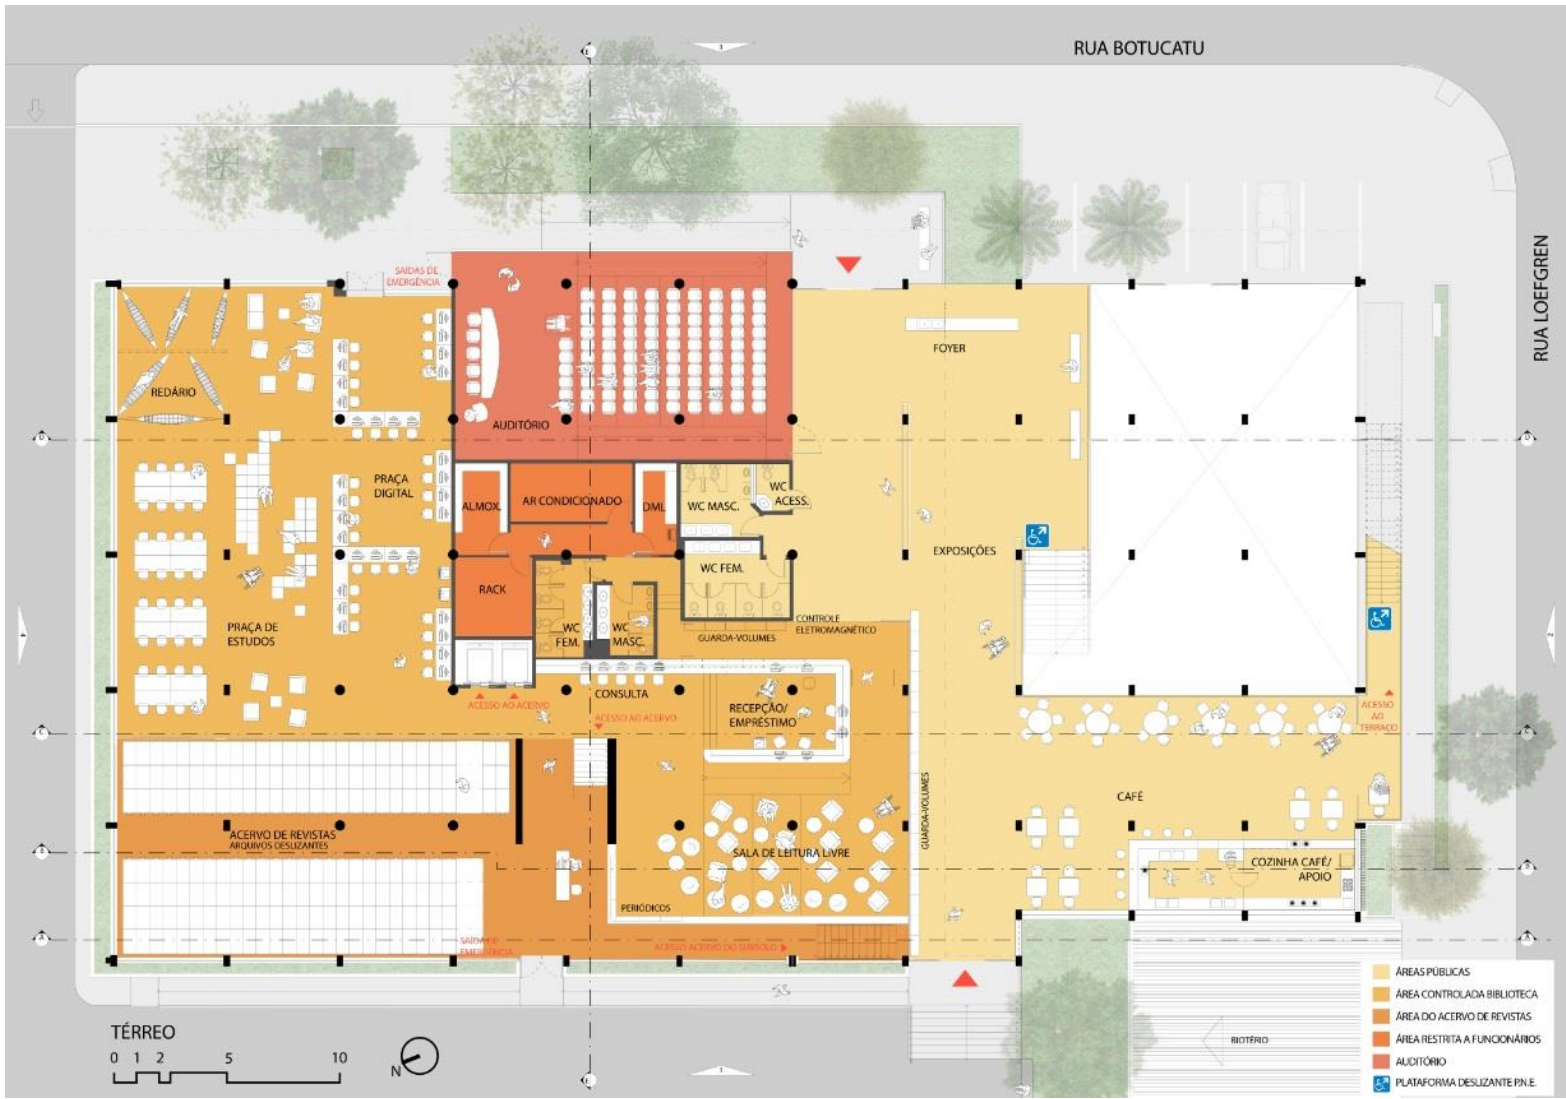 RUA BOTUCATU
RUA LOEFGREN
SAÍDAS DE
EMERGÊNCIA
REDÁRIO
AUDITÓRIO
FOYER
PRAÇA
DIGITAL
ALMOX.
AR CONDICIONADO
DML
WC MASC.
WC
ACESS.
EXPOSIÇÕES
WC FEM.
RACK
PRAÇA DE
ESTUDOS
WC
FEM.
WC
MASC.
GUARDA-VOLUMES
CONTROLE
ELETROMAGNÉTICO
CONSULTA
ACESSO AO ACERVO
ACESSO AO ACERVO
RECEPÇÃO/
EMPRÉSTIMO
ACESSO
AO
TERRAÇO
GUARDA-VOLUMES
CAFÉ
ACERVO DE REVISTAS
ARQUIVOS DESLIZANTES
SALA DE LEITURA LIVRE
COZINHA CAFÉ/
APOIO
PERIÓDICOS
SAÍDA DE
EMERGÊNCIA
ACESSO ACERVO DO SUBSOLO
BIOTÉRIO
TÉRREO
0 1 2 5 10
N
ÁREAS PÚBLICAS
ÁREA CONTROLADA BIBLIOTECA
ÁREA DO ACERVO DE REVISTAS
ÁREA RESTRITA A FUNCIONÁRIOS
AUDITÓRIO
PLATAFORMA DESLIZANTE P.N.E.